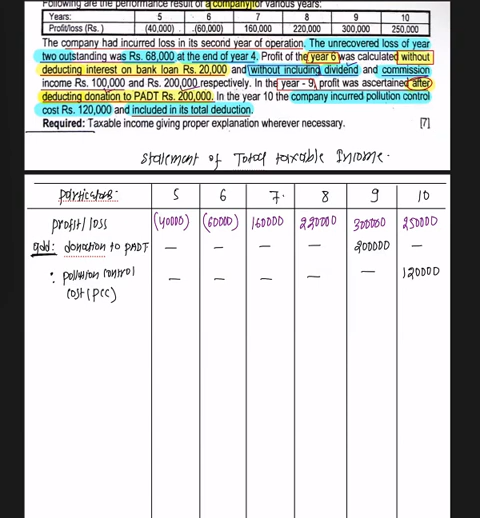 Following are the performance result of a company for various years:
Years: 5 6 7 8 9 10
Profit/loss (Rs.) (40,000) (60,000) 160,000 220,000 300,000 250,000
The company had incurred loss in its second year of operation. The unrecovered loss of year
two outstanding was Rs. 68,000 at the end of year 4. Profit of the year 6 was calculated without
deducting interest on bank loan Rs. 20,000 and without including dividend and commission
income Rs. 100,000 and Rs. 200,000 respectively. In the year - 9, profit was ascertained after
deducting donation to PADT Rs. 200,000. In the year 10 the company incurred pollution control
cost Rs. 120,000 and included in its total deduction.
Required: Taxable income giving proper explanation wherever necessary. [7]
Statement of Total taxable Income.
particulars 5 6 7. 8 9 10
profit/loss (40000) (60000) 160000 220000 300000 250000
add: donation to PADT — — — — 200000 —
: pollution control — — — — — 120000
cost (PCC)